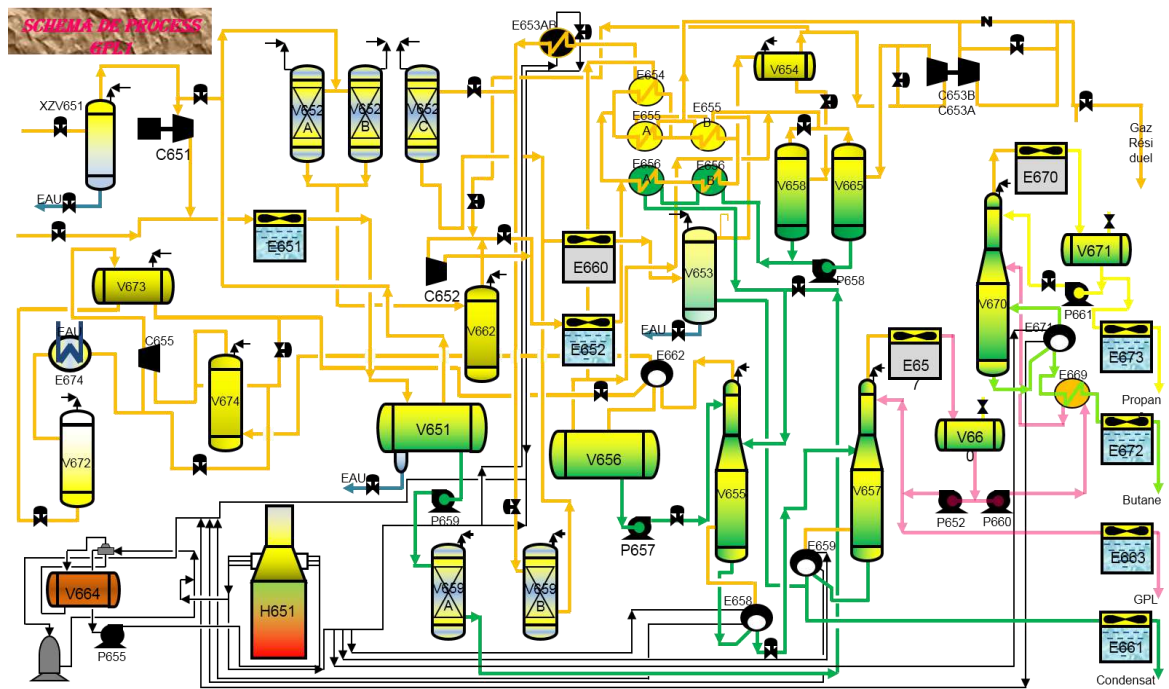 SCHEMA DE PROCESS
GPL1
E653AB
XZV651
V652
A
V652
B
V652
C
C651
EAU
E651
V673
EAU
E674
C655
V674
V672
C652
V662
V651
EAU
P659
V659
A
V659
B
H651
V664
P655
E654
E655
A
E655
B
E656
A
E656
B
V654
C653B
C653A
Gaz
Rési
duel
V658
V665
P658
E660
V653
EAU
E652
E662
V656
P657
V655
E658
E65
7
V657
E659
V66
0
P652
P660
E670
V671
V670
P661
E671
E669
E673
Propan
E672
Butane
E663
GPL
E661
Condensat
N